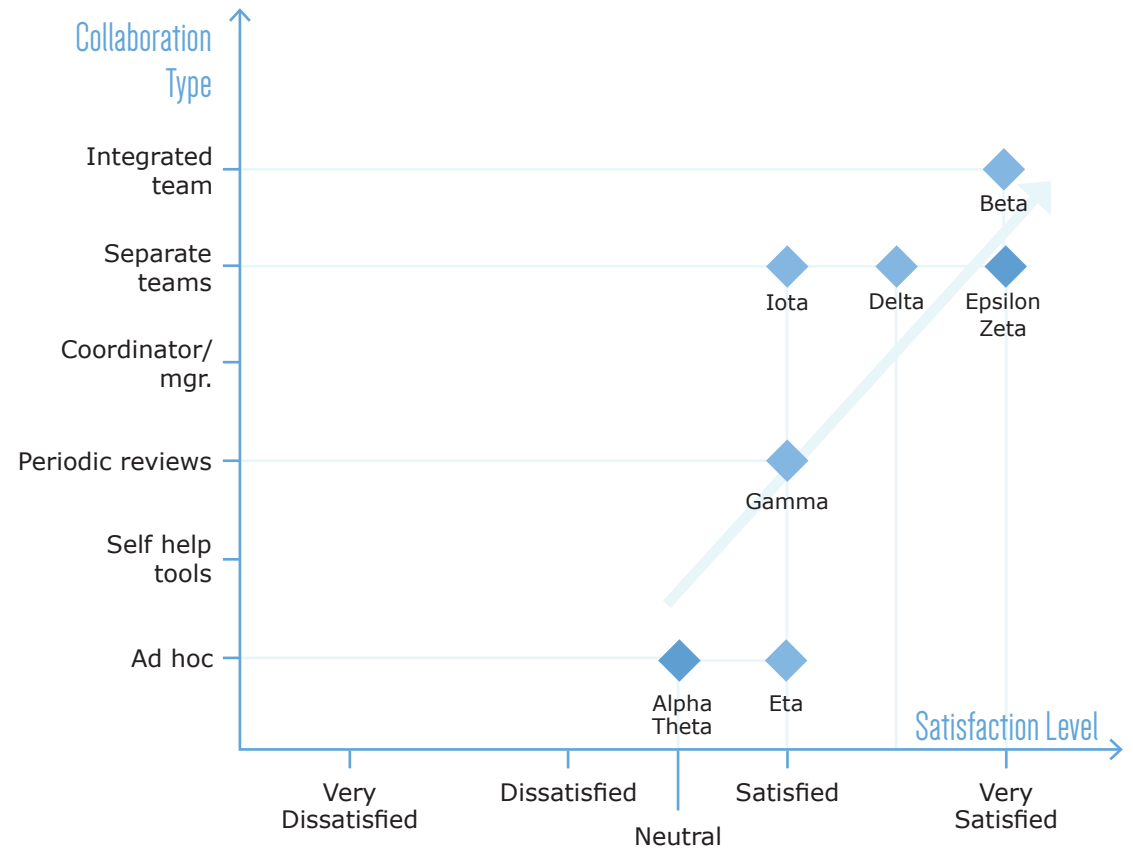 Collaboration
Type
Integrated
team
Beta
Separate
teams
Iota
Delta
Epsilon
Zeta
Coordinator/
mgr.
Periodic reviews
Gamma
Self help
tools
Ad hoc
Alpha
Theta
Eta
Satisfaction Level
Very
Dissatisfied
Dissatisfied
Neutral
Satisfied
Very
Satisfied